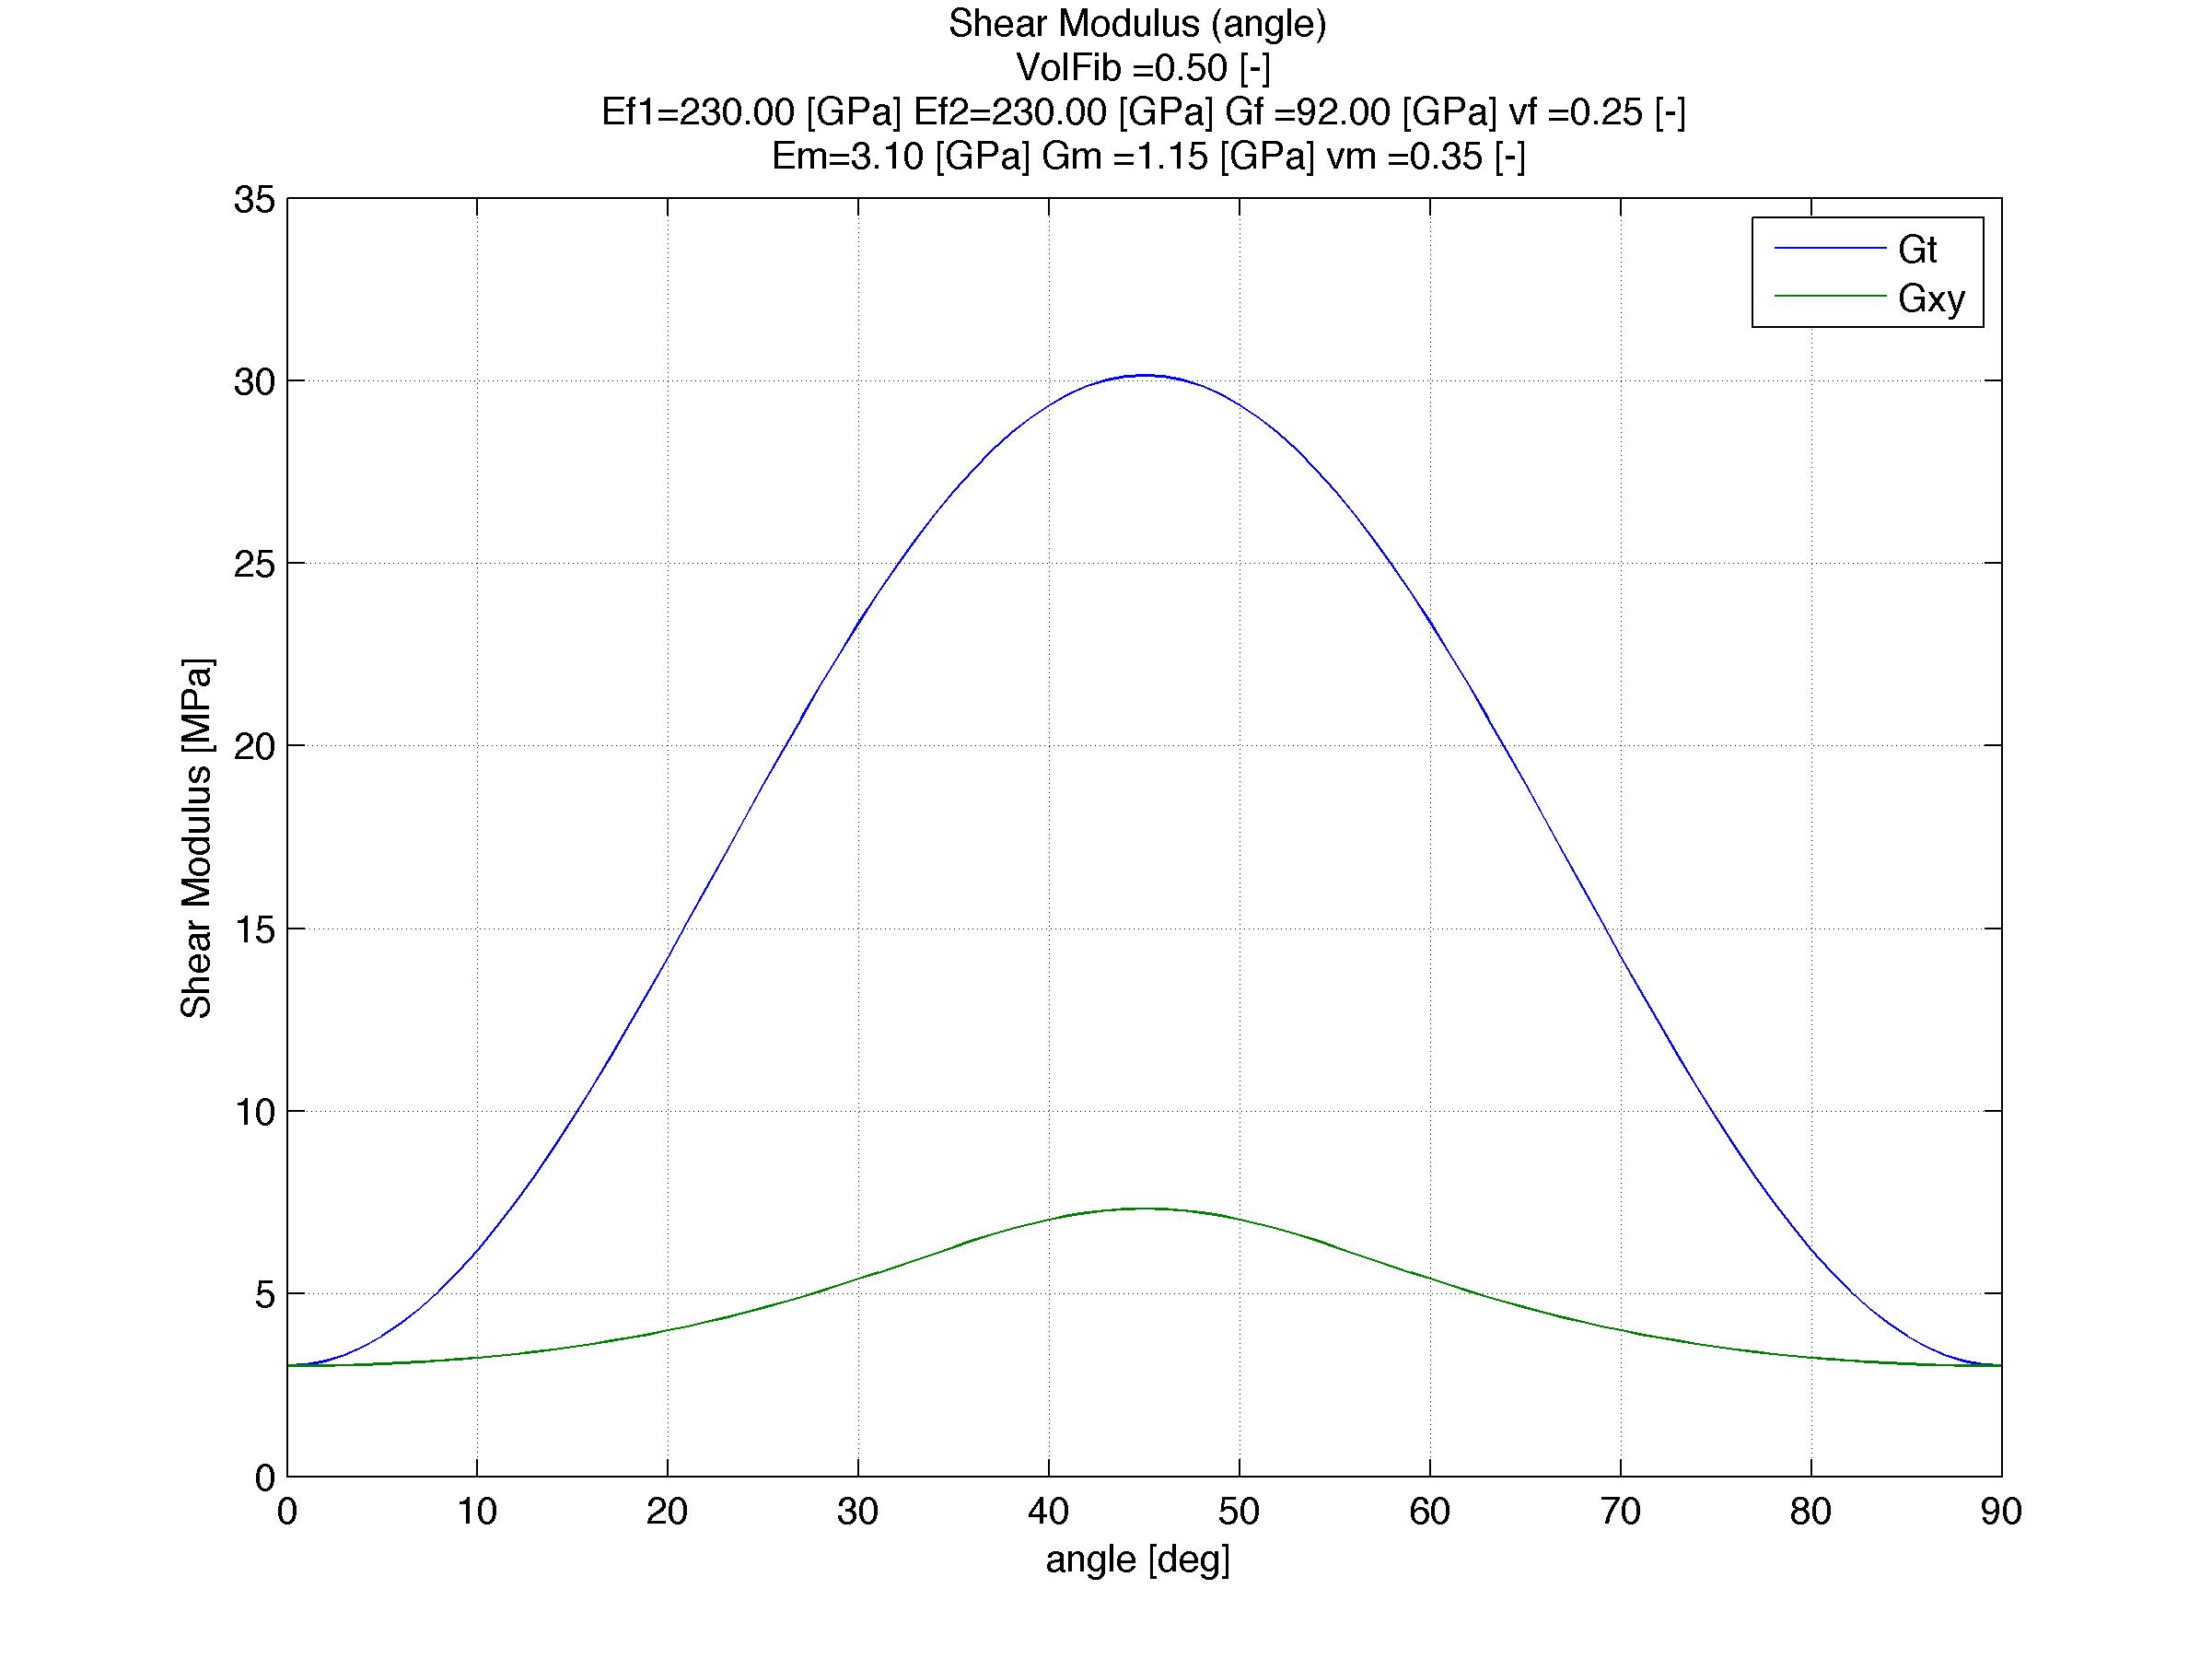 Shear Modulus (angle)
VolFib =0.50 [-]
Ef1=230.00 [GPa] Ef2=230.00 [GPa] Gf =92.00 [GPa] vf =0.25 [-]
Em=3.10 [GPa] Gm =1.15 [GPa] vm =0.35 [-]
35
30
25
20
15
10
5
0
Shear Modulus [MPa]
Gt
Gxy
0 10 20 30 40 50 60 70 80 90
angle [deg]